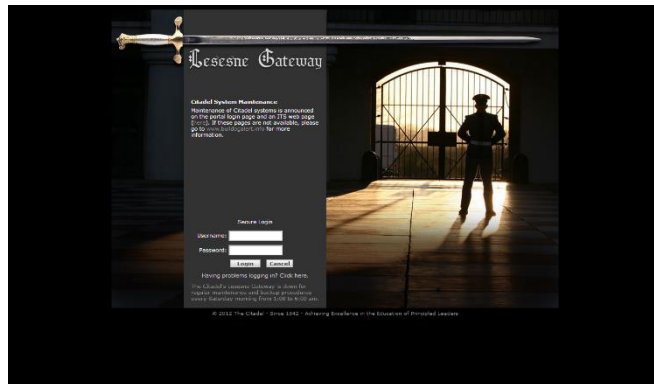 Lesesne Gateway
Citadel System Maintenance
Maintenance of Citadel systems is announced
on the portal login page and an ITS web page
(here). If these pages are not available, please
go to www.bulldogalert.info for more
information.
Secure Login
Username:
Password:
Login Cancel
Having problems logging in? Click here.
The Citadel's Lesesne Gateway is down for
regular maintenance and backup procedures
every Saturday morning from 1:00 to 6:00 am.
© 2012 The Citadel - Since 1842 - Achieving Excellence in the Education of Principled Leaders